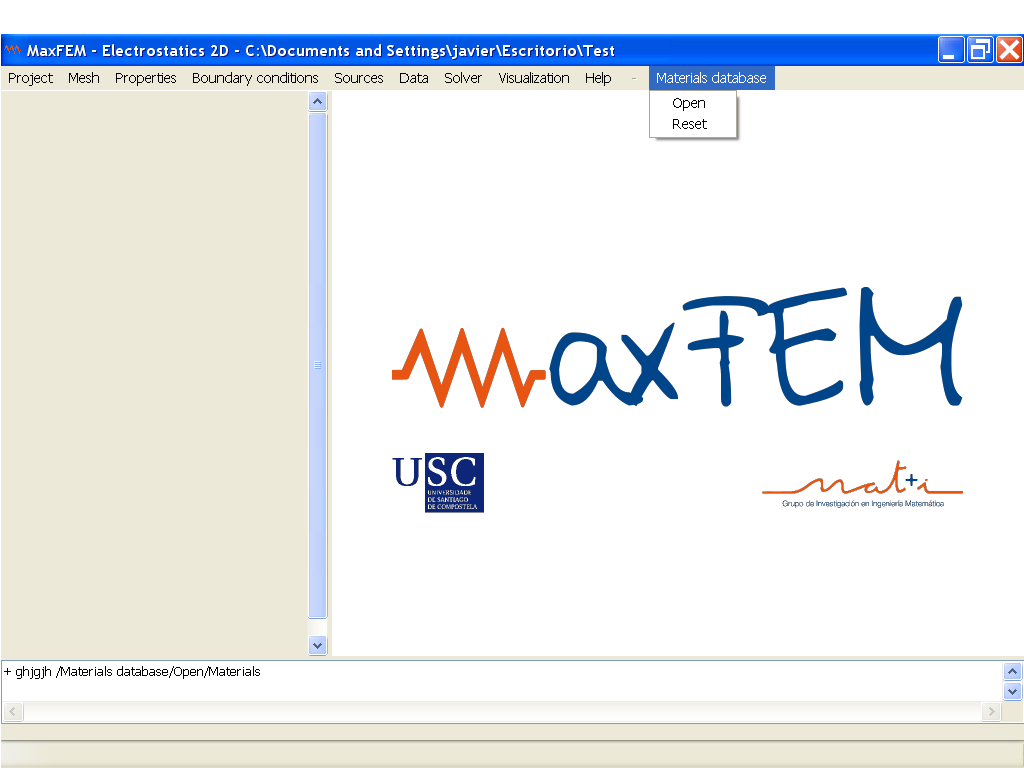 MaxFEM - Electrostatics 2D - C:\Documents and Settings\javier\Escritorio\Test
Project Mesh Properties Boundary conditions Sources Data Solver Visualization Help - Materials database
Open
Reset
axFEM
USC
UNIVERSIDADE
DE SANTIAGO
DE COMPOSTELA
mat+i
Grupo de Investigación en Ingeniería Matemática
+ ghjgjh /Materials database/Open/Materials